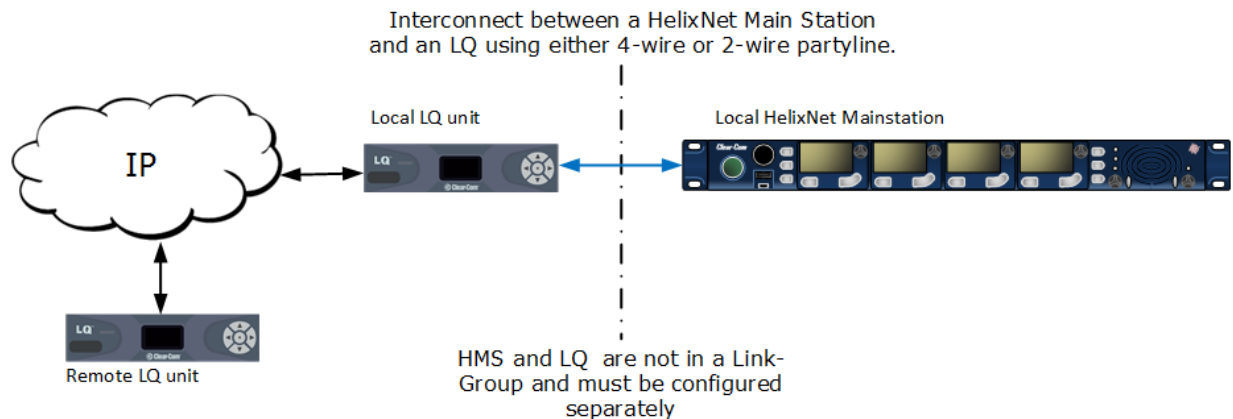 Interconnect between a HelixNet Main Station
and an LQ using either 4-wire or 2-wire partyline.
Local LQ unit
Local HelixNet Mainstation
IP
LQ
Clear-Com
Clear-Com
LQ
Clear-Com
Remote LQ unit
HMS and LQ are not in a Link-
Group and must be configured
separately